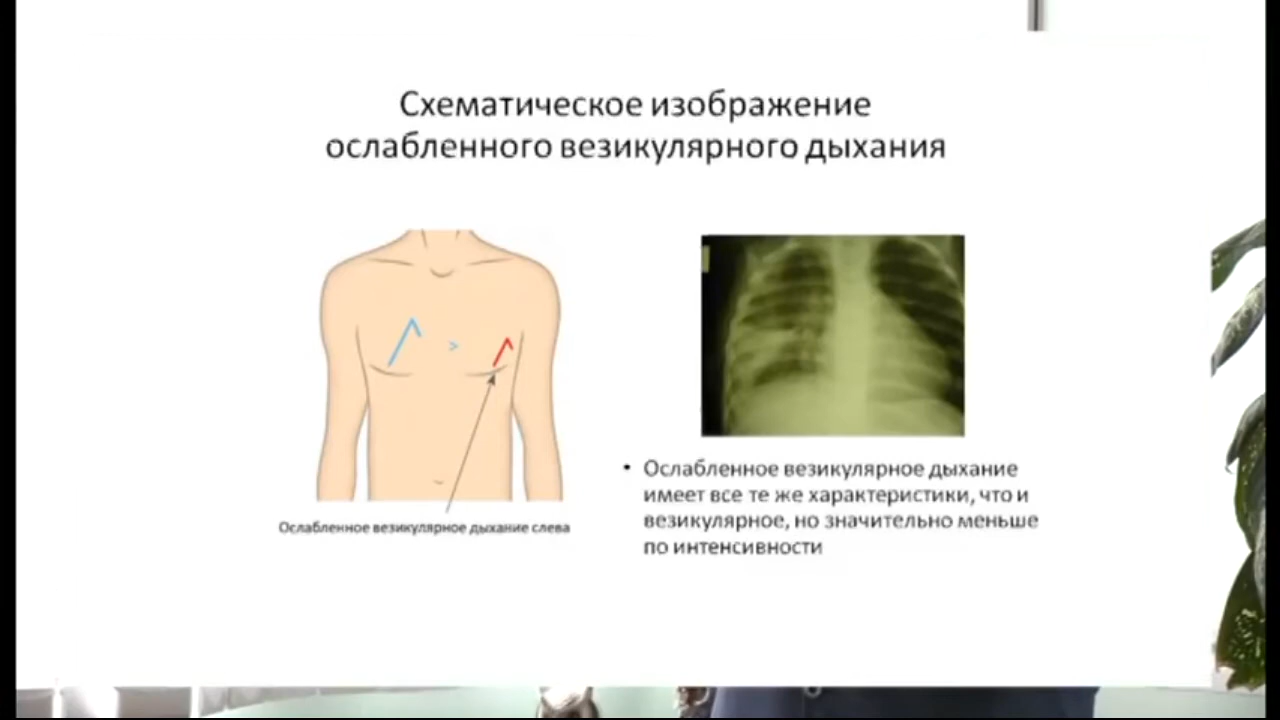 Схематическое изображение
ослабленного везикулярного дыхания
>
Ослабленное везикулярное дыхание слева
• Ослабленное везикулярное дыхание
имеет все те же характеристики, что и
везикулярное, но значительно меньше
по интенсивности